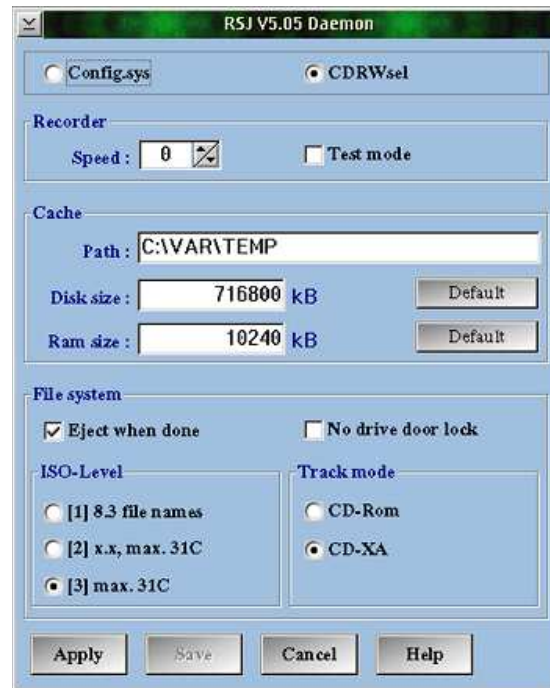 RSJ V5.05 Daemon
Config.sys CDRWsel
Recorder
Speed : 0 Test mode
Cache
Path : C:\VAR\TEMP
Disk size : 716800 kB Default
Ram size : 10240 kB Default
File system
Eject when done No drive door lock
ISO-Level Track mode
[1] 8.3 file names CD-Rom
[2] x.x, max. 31C CD-XA
[3] max. 31C
Apply Save Cancel Help